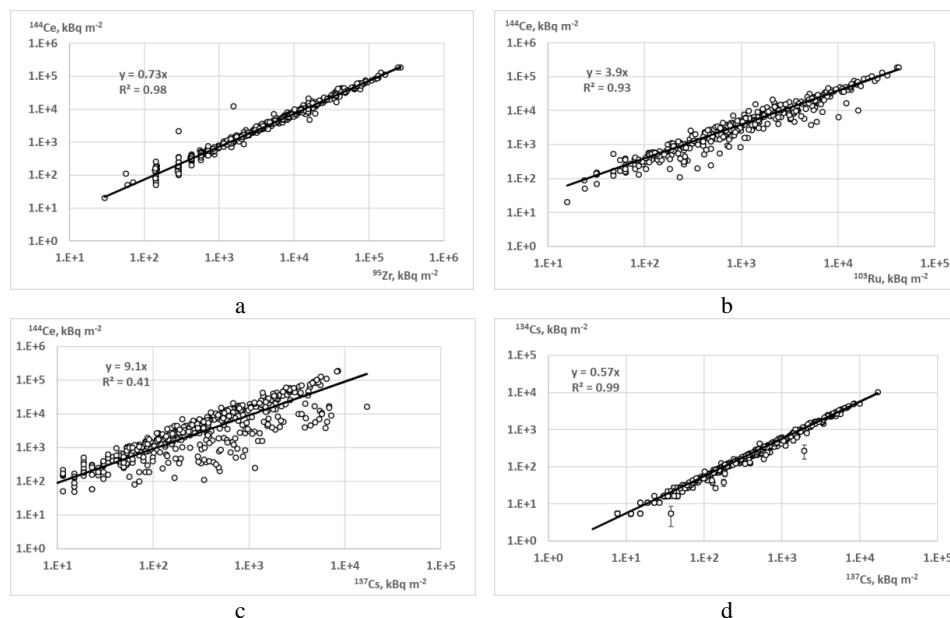 ¹⁴⁴Ce, kBq m⁻²
1.E+6
1.E+5
1.E+4
1.E+3
1.E+2
1.E+1
1.E+0
y = 0.73x
R² = 0.98
1.E+1 1.E+2 1.E+3 1.E+4 1.E+5 1.E+6
⁹⁵Zr, kBq m⁻²
a
¹⁴⁴Ce, kBq m⁻²
1.E+6
1.E+5
1.E+4
1.E+3
1.E+2
1.E+1
1.E+0
y = 3.9x
R² = 0.93
1.E+1 1.E+2 1.E+3 1.E+4 1.E+5
¹⁰³Ru, kBq m⁻²
b
¹⁴⁴Ce, kBq m⁻²
1.E+6
1.E+5
1.E+4
1.E+3
1.E+2
1.E+1
1.E+0
y = 9.1x
R² = 0.41
1.E+1 1.E+2 1.E+3 1.E+4 1.E+5
¹³⁷Cs, kBq m⁻²
c
¹³⁴Cs, kBq m⁻²
1.E+5
1.E+4
1.E+3
1.E+2
1.E+1
1.E+0
y = 0.57x
R² = 0.99
1.E+0 1.E+1 1.E+2 1.E+3 1.E+4 1.E+5
¹³⁷Cs, kBq m⁻²
d